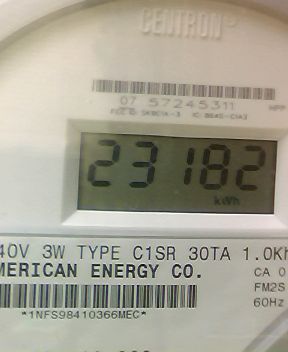 CENTRON
07 57245311
23182
kWh
40V 3W TYPE C1SR 30TA 1.0Kh
MERICAN ENERGY CO.
CA 0
FM2S
60Hz
*1NFS98410366MEC*